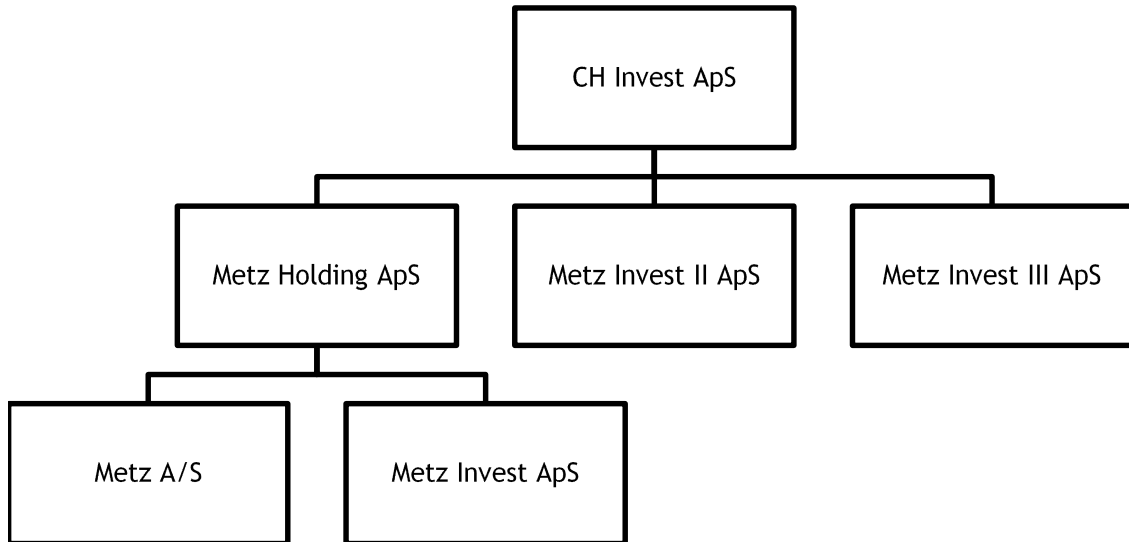 CH Invest ApS
Metz Holding ApS
Metz Invest II ApS
Metz Invest III ApS
Metz A/S
Metz Invest ApS